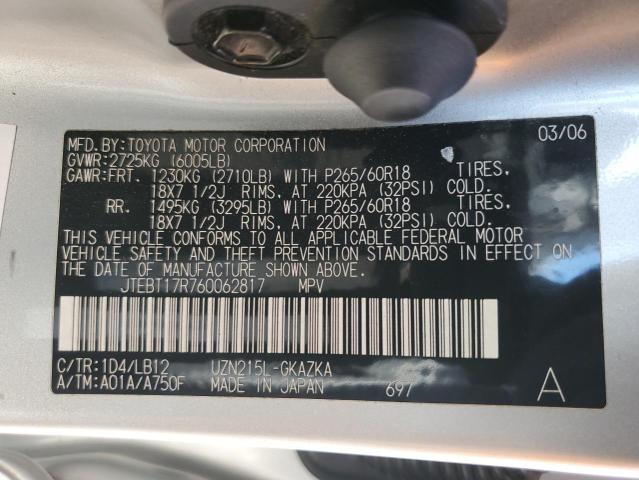 MFD.BY:TOYOTA MOTOR CORPORATION 03/06
GVWR:2725KG (6005LB)
GAWR:FRT. 1230KG (2710LB) WITH P265/60R18 TIRES,
18X7 1/2J RIMS, AT 220KPA (32PSI) COLD.
RR. 1495KG (3295LB) WITH P265/60R18 TIRES,
18X7 1/2J RIMS, AT 220KPA (32PSI) COLD.
THIS VEHICLE CONFORMS TO ALL APPLICABLE FEDERAL MOTOR
VEHICLE SAFETY AND THEFT PREVENTION STANDARDS IN EFFECT ON
THE DATE OF MANUFACTURE SHOWN ABOVE.
JTEBT17R760062817 MPV
C/TR:1D4/LB12 UZN215L-GKAZKA
A/TM:A01A/A750F MADE IN JAPAN 697 A